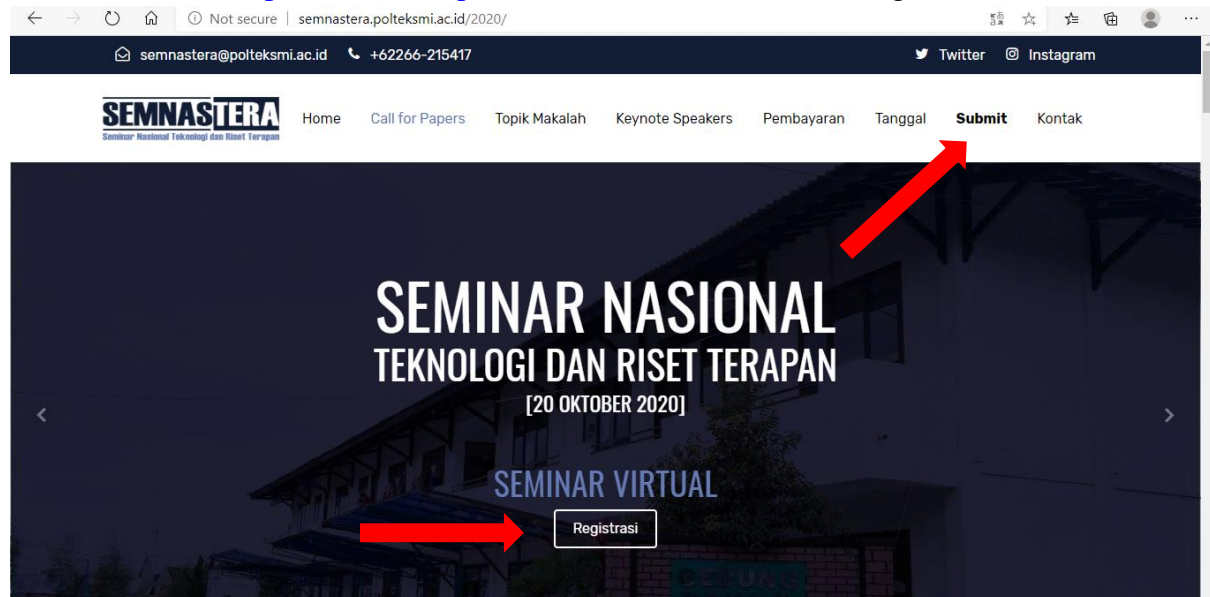 Not secure | semnastera.polteksmi.ac.id/2020/
semnastera@polteksmi.ac.id +62266-215417 Twitter Instagram
SEMNASTERA
Seminar Nasional Teknologi dan Riset Terapan
Home Call for Papers Topik Makalah Keynote Speakers Pembayaran Tanggal Submit Kontak
SEMINAR NASIONAL
TEKNOLOGI DAN RISET TERAPAN
[20 OKTOBER 2020]
SEMINAR VIRTUAL
Registrasi
GEDUNG